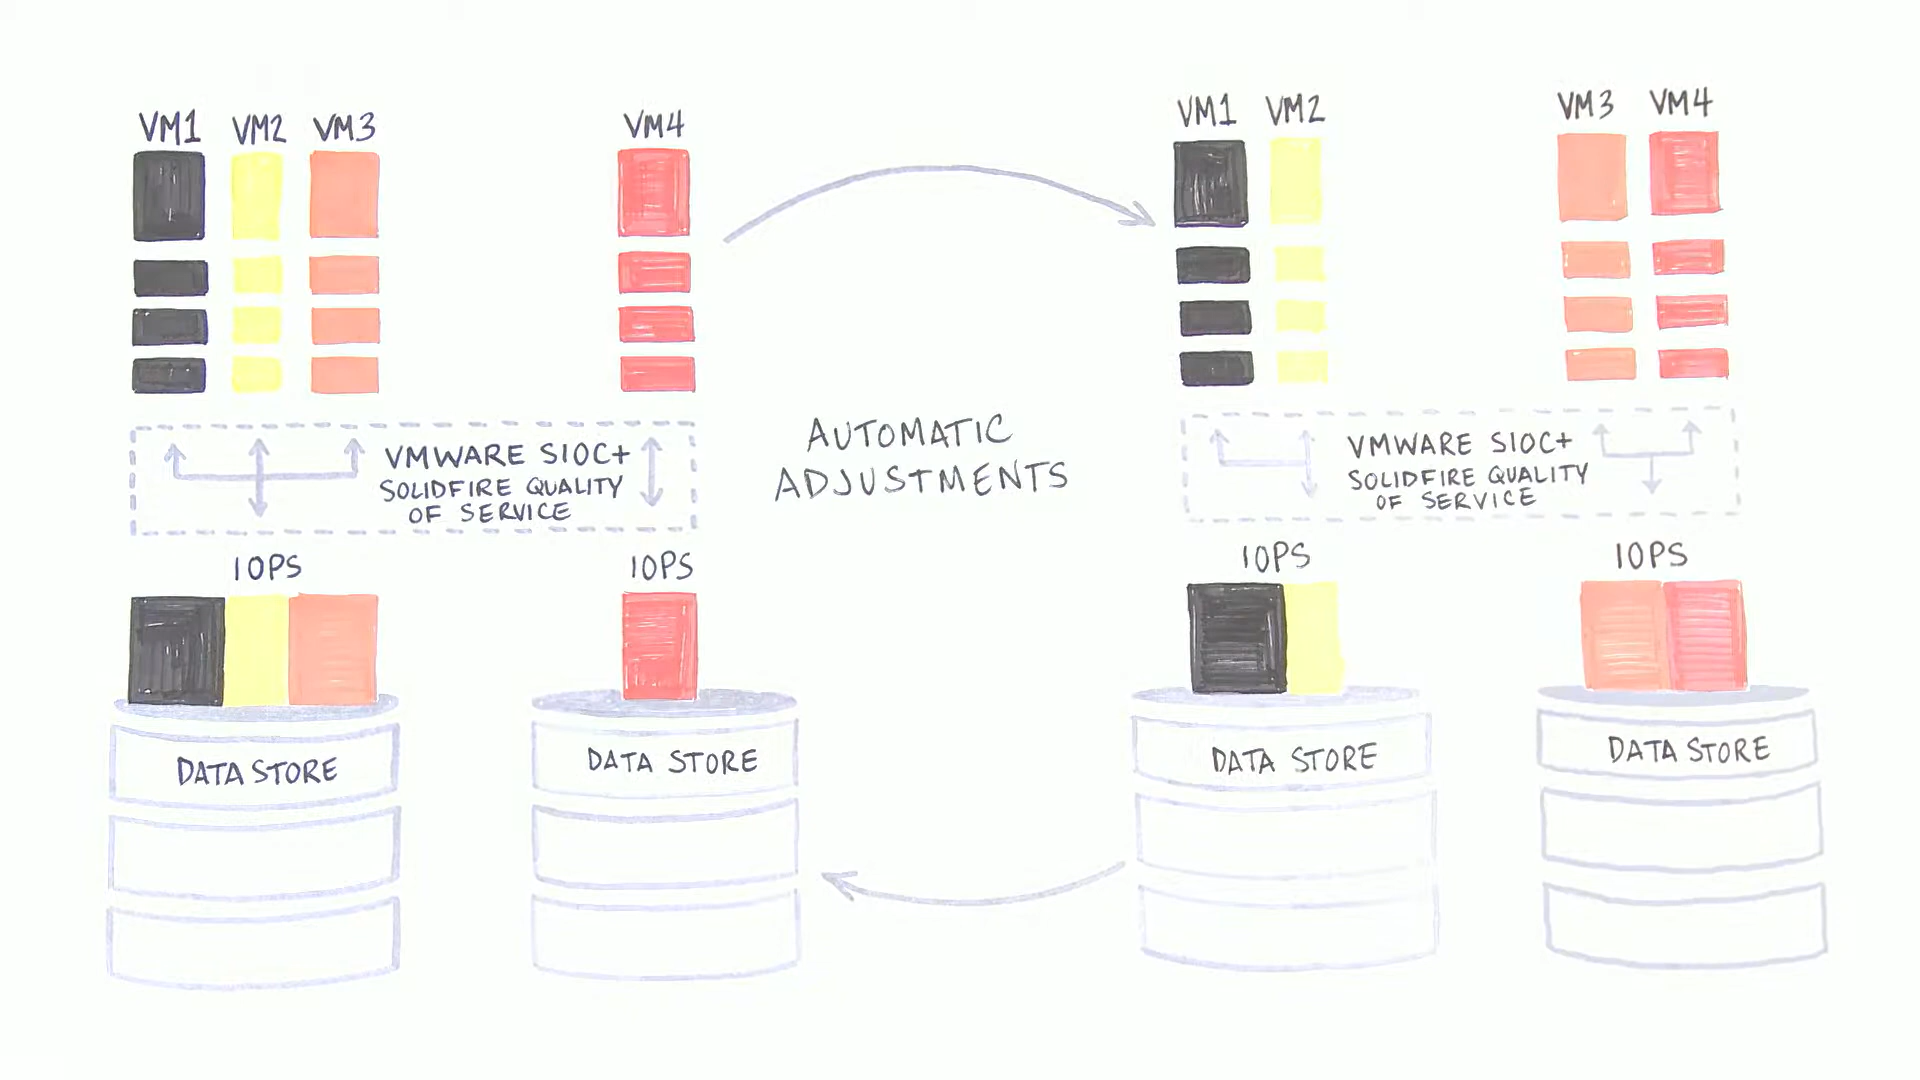 VM1 VM2 VM3
VM4
VMWARE SIOC+
SOLIDFIRE QUALITY
OF SERVICE
IOPS
IOPS
DATA STORE
DATA STORE
AUTOMATIC
ADJUSTMENTS
VM1 VM2
VM3 VM4
VMWARE SIOC+
SOLIDFIRE QUALITY
OF SERVICE
IOPS
IOPS
DATA STORE
DATA STORE